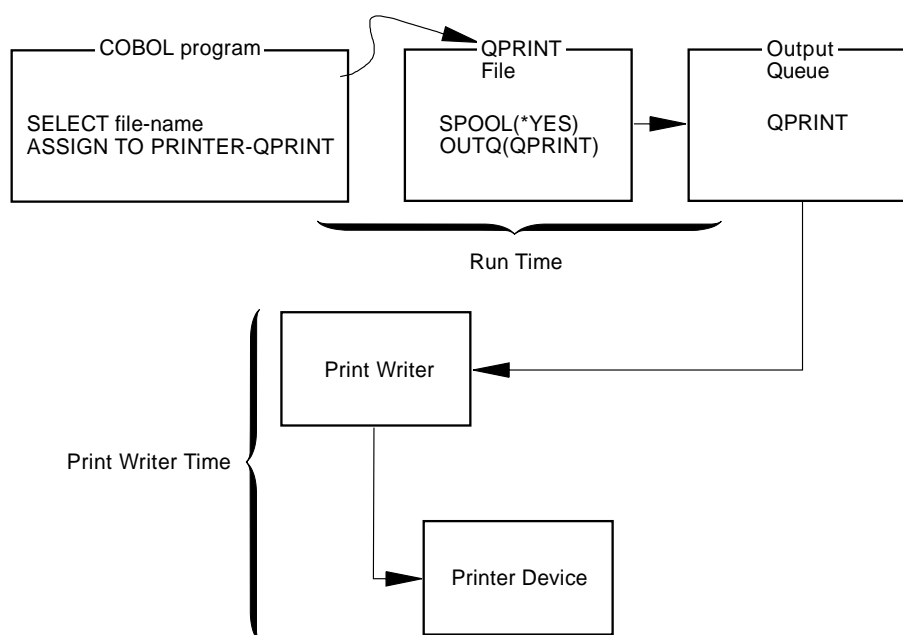 COBOL program
SELECT file-name
ASSIGN TO PRINTER-QPRINT
QPRINT
File
SPOOL(*YES)
OUTQ(QPRINT)
Output
Queue
QPRINT
Run Time
Print Writer
Print Writer Time
Printer Device